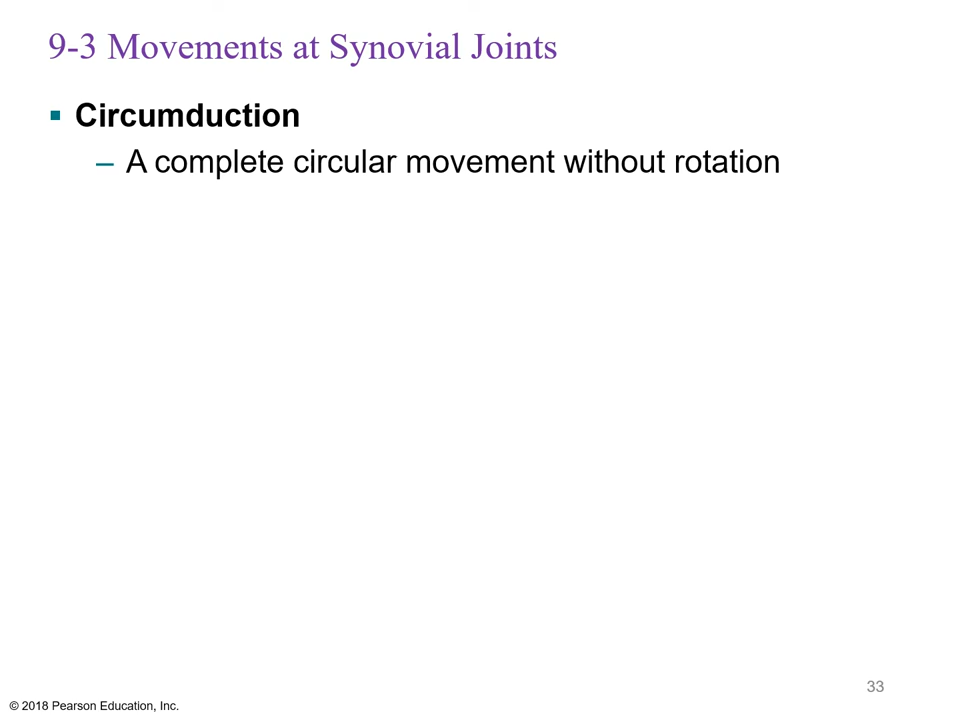 9-3 Movements at Synovial Joints
▪ Circumduction
– A complete circular movement without rotation
33
© 2018 Pearson Education, Inc.